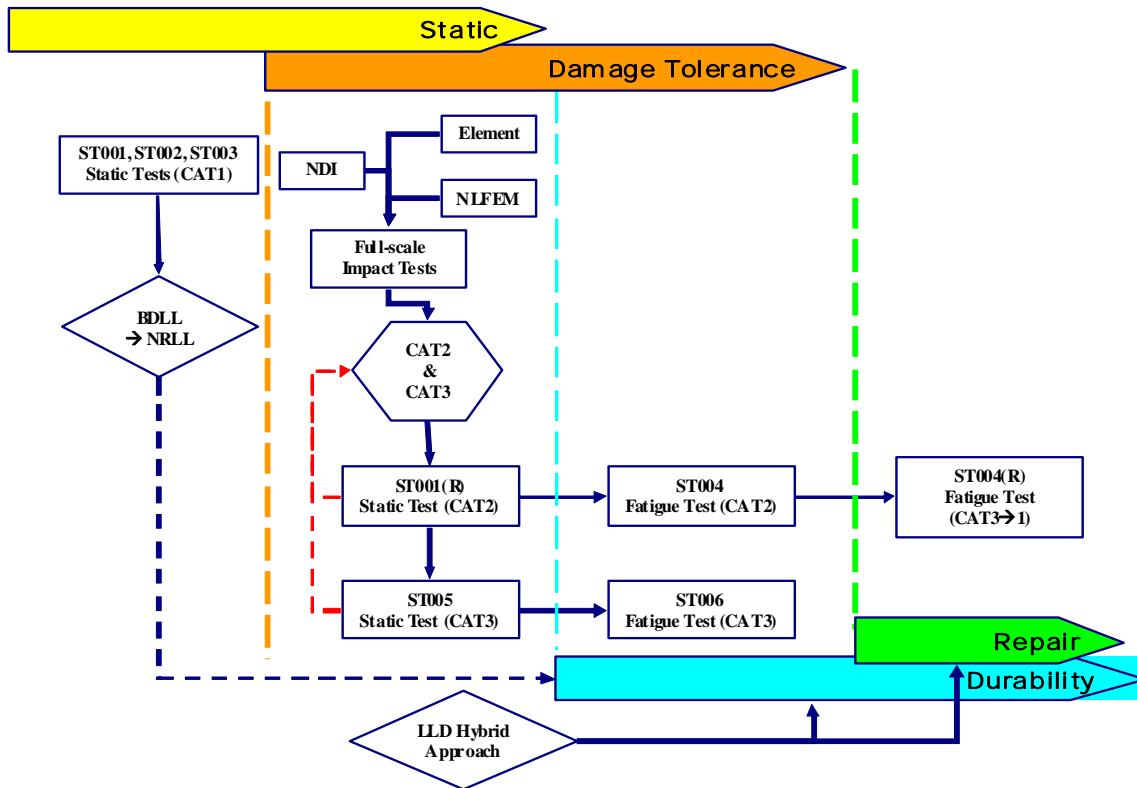 Static
Damage Tolerance
ST001, ST002, ST003
Static Tests (CAT1)
Element
NDI
NLFEM
Full-scale
Impact Tests
BDLL
→ NRLL
CAT2
&
CAT3
ST001(R)
Static Test (CAT2)
ST004
Fatigue Test (CAT2)
ST004(R)
Fatigue Test
(CAT3→1)
ST005
Static Test (CAT3)
ST006
Fatigue Test (CAT3)
Repair
Durability
LLD Hybrid
Approach